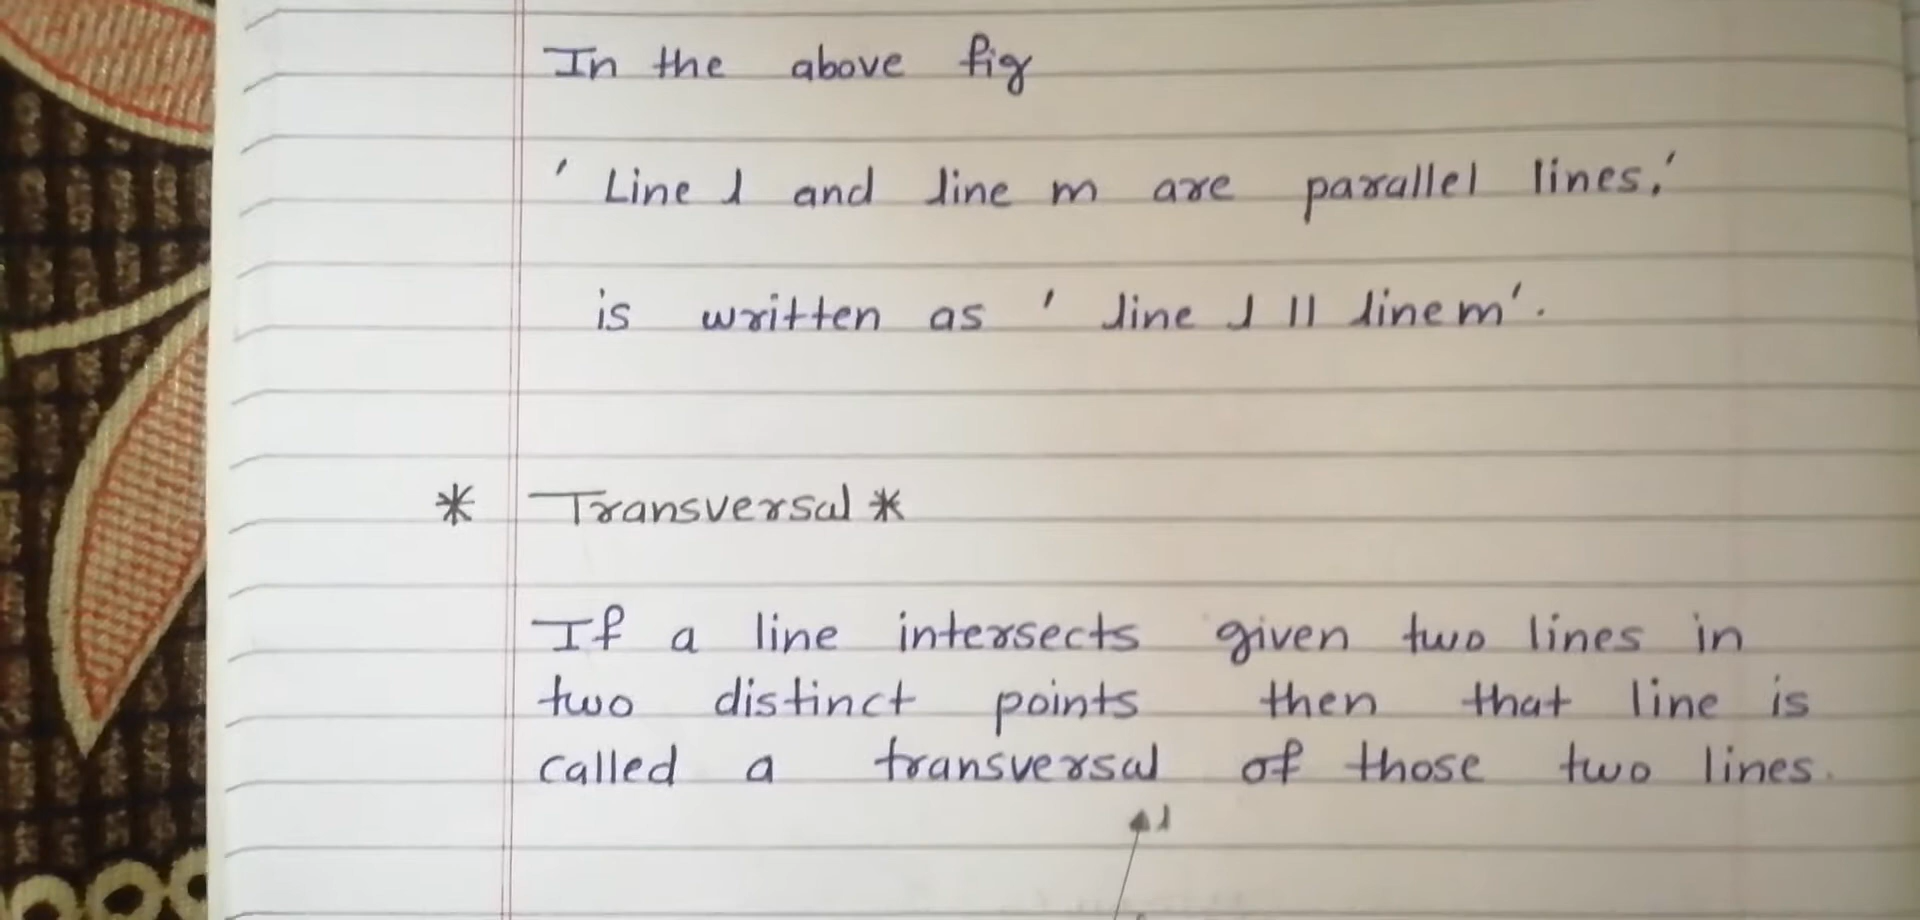 In the above fig
' Line l and line m are parallel lines.'
is written as ' line l || line m'.
* Transversal *
If a line intersects given two lines in
two distinct points then that line is
called a transversal of those two lines.
l